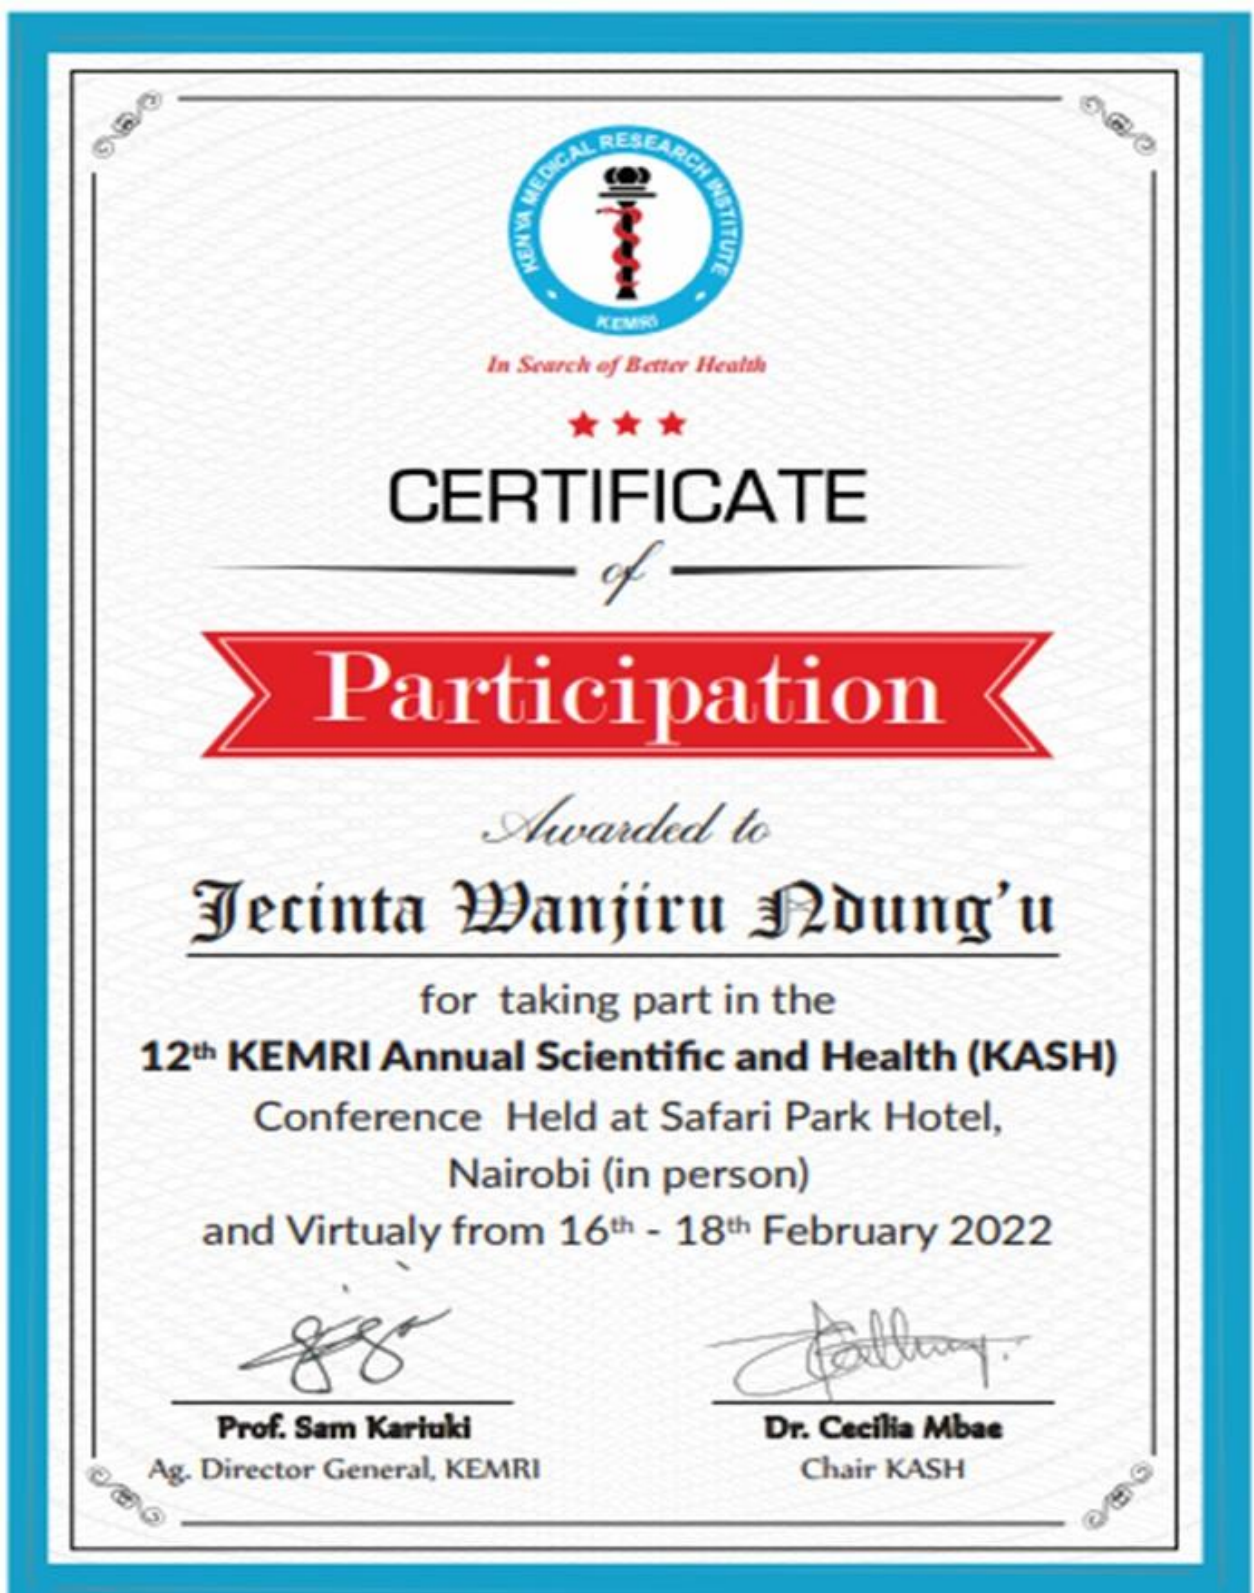 KENYA MEDICAL RESEARCH INSTITUTE
KEMRI
In Search of Better Health
CERTIFICATE
of
Participation
Awarded to
Jecinta Wanjiru Ndung'u
for taking part in the
12th KEMRI Annual Scientific and Health (KASH)
Conference Held at Safari Park Hotel,
Nairobi (in person)
and Virtualy from 16th - 18th February 2022
Prof. Sam Kariuki
Dr. Cecilia Mbae
Ag. Director General, KEMRI
Chair KASH